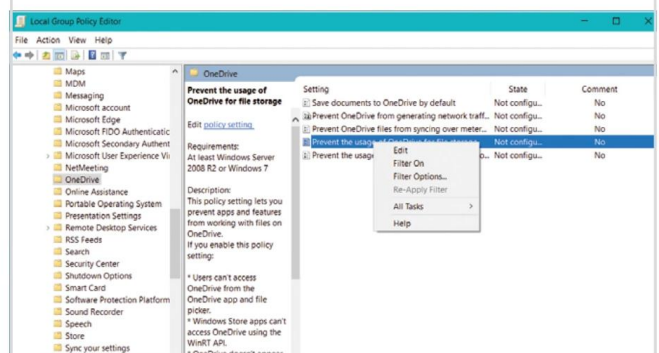 Local Group Policy Editor
File Action View Help
Maps
MDM
Messaging
Microsoft account
Microsoft Edge
Microsoft FIDO Authenticatic
Microsoft Secondary Authent
Microsoft User Experience Vi
NetMeeting
OneDrive
Online Assistance
Portable Operating System
Presentation Settings
Remote Desktop Services
RSS Feeds
Search
Security Center
Shutdown Options
Smart Card
Software Protection Platform
Sound Recorder
Speech
Store
Sync your settings
OneDrive
Prevent the usage of
OneDrive for file storage
Edit policy setting
Requirements:
At least Windows Server
2008 R2 or Windows 7
Description:
This policy setting lets you
prevent apps and features
from working with files on
OneDrive.
If you enable this policy
setting:
* Users can't access
OneDrive from the
OneDrive app and file
picker.
* Windows Store apps can't
access OneDrive using the
WinRT API.
* OneDrive doesn't appear
Setting State Comment
Save documents to OneDrive by default Not configu... No
Prevent OneDrive from generating network traff... Not configu... No
Prevent OneDrive files from syncing over meter... Not configu... No
Prevent the usage of OneDrive for file storage Not configu... No
Prevent the usage o... Not configu... No
Edit
Filter On
Filter Options...
Re-Apply Filter
All Tasks >
Help